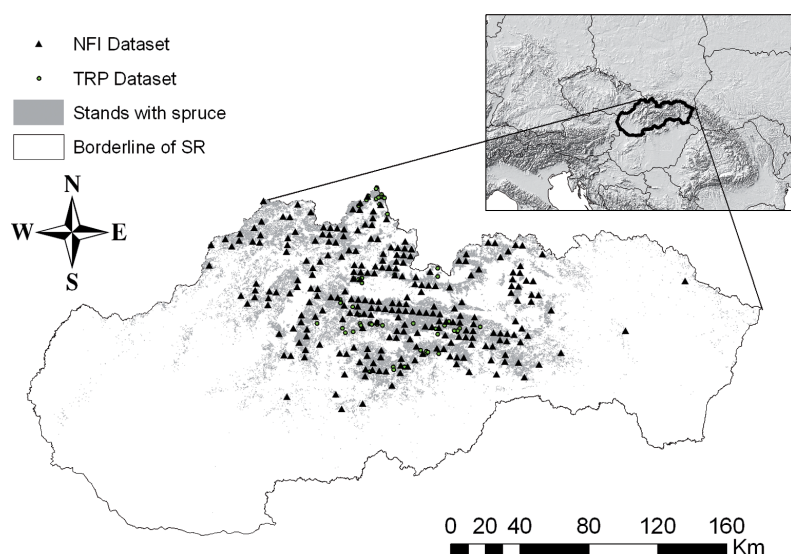 NFI Dataset
TRP Dataset
Stands with spruce
Borderline of SR
N
W E
S
0 20 40 80 120 160
Km